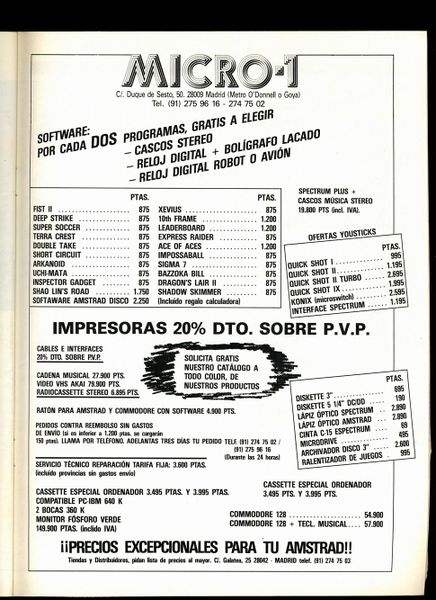 MICRO-1
C/. Duque de Sesto, 50. 28009 Madrid (Metro O'Donnell o Goya)
Tel. (91) 275 96 16 - 274 75 02
SOFTWARE:
POR CADA DOS PROGRAMAS, GRATIS A ELEGIR
– CASCOS STEREO
– RELOJ DIGITAL + BOLÍGRAFO LACADO
– RELOJ DIGITAL ROBOT O AVIÓN
PTAS.
FIST II 875
DEEP STRIKE 875
SUPER SOCCER 875
TERRA CREST 875
DOUBLE TAKE 875
SHORT CIRCUIT 875
ARKANOID 875
UCHI-MATA 875
INSPECTOR GADGET 875
SHAO LIN'S ROAD 1.750
SOFTWARE AMSTRAD DISCO 2.250
PTAS.
XEVIUS 875
10th FRAME 1.200
LEADERBOARD 1.200
EXPRESS RAIDER 875
ACE OF ACES 1.200
IMPOSSABALL 875
SIGMA 7 875
BAZZOKA BILL 875
DRAGON'S LAIR II 875
SHADOW SKIMMER 875
(Incluido regalo calculadora)
SPECTRUM PLUS +
CASCOS MÚSICA STEREO
19.800 PTS (incl. IVA).
OFERTAS YOUSTICKS
PTAS.
QUICK SHOT I 995
QUICK SHOT II 1.195
QUICK SHOT II TURBO 2.695
QUICK SHOT IX 1.995
KONIX (microswitch) 2.595
INTERFACE SPECTRUM 1.195
IMPRESORAS 20% DTO. SOBRE P.V.P.
CABLES E INTERFACES
20% DTO. SOBRE P.V.P.
CADENA MUSICAL 27.900 PTAS.
VIDEO VHS AKAI 79.900 PTAS.
RADIOCASSETTE STEREO 6.895 PTAS.
SOLICITA GRATIS
NUESTRO CATÁLOGO A
TODO COLOR, DE
NUESTROS PRODUCTOS
RATÓN PARA AMSTRAD Y COMMODORE CON SOFTWARE 4.900 PTS.
PEDIDOS CONTRA REEMBOLSO SIN GASTOS
DE ENVÍO (si es inferior a 1.200 ptas. se cargarán
150 ptas). LLAMA POR TELÉFONO. ADELANTAS TRES DÍAS TU PEDIDO TELF. (91) 274 75 02 /
(91) 275 96 16
(Durante las 24 horas)
PTAS.
DISKETTE 3" 695
DISKETTE 5 1/4" DC/DD 190
LÁPIZ ÓPTICO SPECTRUM 2.890
LÁPIZ ÓPTICO AMSTRAD 2.890
CINTA C-15 ESPECTRUM 69
MICRODRIVE 495
ARCHIVADOR DISCO 3" 2.600
RALENTIZADOR DE JUEGOS 995
SERVICIO TÉCNICO REPARACIÓN TARIFA FIJA: 3.600 PTAS.
(incluido provincias sin gastos envío)
CASSETTE ESPECIAL ORDENADOR 3.495 PTAS. Y 3.995 PTAS.
COMPATIBLE PC-IBM 640 K
2 BOCAS 360 K
MONITOR FÓSFORO VERDE
149.900 PTAS. (inclido IVA)
CASSETTE ESPECIAL ORDENADOR
3.495 PTS. Y 3.995 PTS.
COMMODORE 128 54.900
COMMODORE 128 + TECL. MUSICAL 57.900
¡¡PRECIOS EXCEPCIONALES PARA TU AMSTRAD!!
Tiendas y Distribuidores, pidan lista de precios al mayor. C/. Galatea, 25 28042 - MADRID telef. (91) 274 75 03